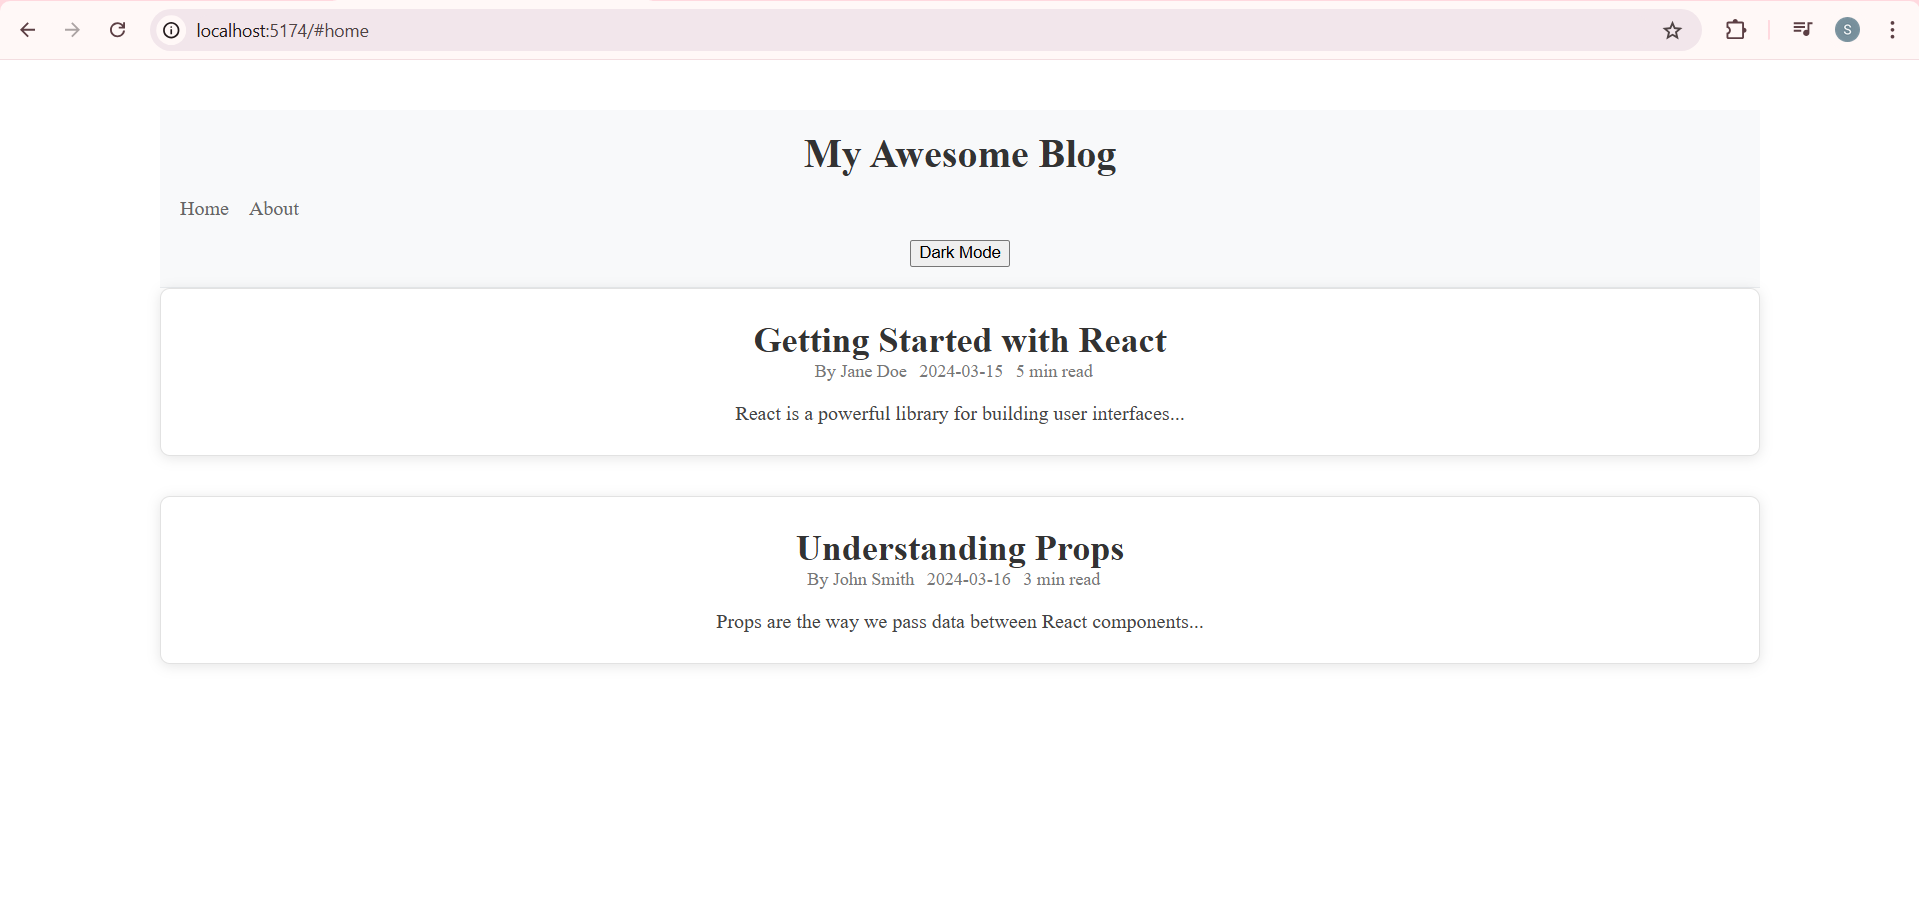 localhost:5174/#home
S
My Awesome Blog
Home About
Dark Mode
Getting Started with React
By Jane Doe 2024-03-15 5 min read
React is a powerful library for building user interfaces...
Understanding Props
By John Smith 2024-03-16 3 min read
Props are the way we pass data between React components...